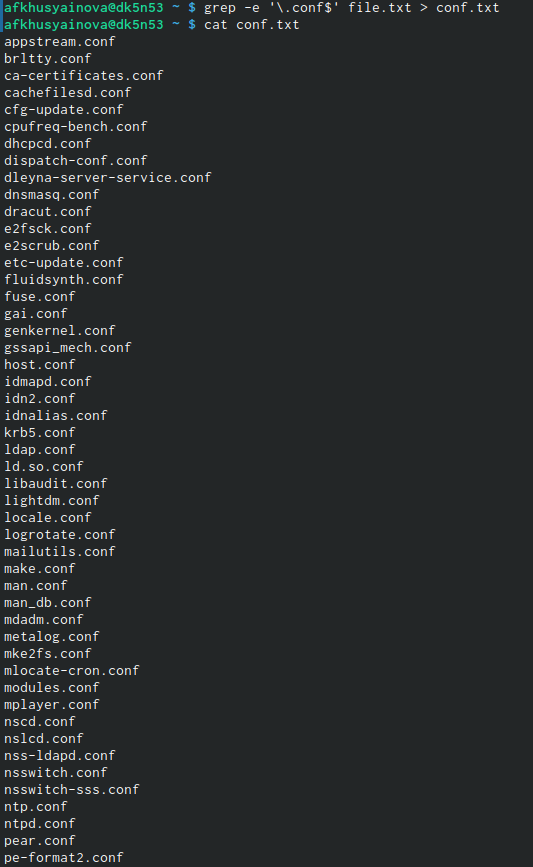 afkhusyainova@dk5n53 ~ $ grep -e '\.conf$' file.txt > conf.txt
afkhusyainova@dk5n53 ~ $ cat conf.txt
appstream.conf
brltty.conf
ca-certificates.conf
cachefilesd.conf
cfg-update.conf
cpufreq-bench.conf
dhcpcd.conf
dispatch-conf.conf
dleyna-server-service.conf
dnsmasq.conf
dracut.conf
e2fsck.conf
e2scrub.conf
etc-update.conf
fluidsynth.conf
fuse.conf
gai.conf
genkernel.conf
gssapi_mech.conf
host.conf
idmapd.conf
idn2.conf
idnalias.conf
krb5.conf
ldap.conf
ld.so.conf
libaudit.conf
lightdm.conf
locale.conf
logrotate.conf
mailutils.conf
make.conf
man.conf
man_db.conf
mdadm.conf
metalog.conf
mke2fs.conf
mlocate-cron.conf
modules.conf
mplayer.conf
nscd.conf
nslcd.conf
nss-ldapd.conf
nsswitch.conf
nsswitch-sss.conf
ntp.conf
ntpd.conf
pear.conf
pe-format2.conf